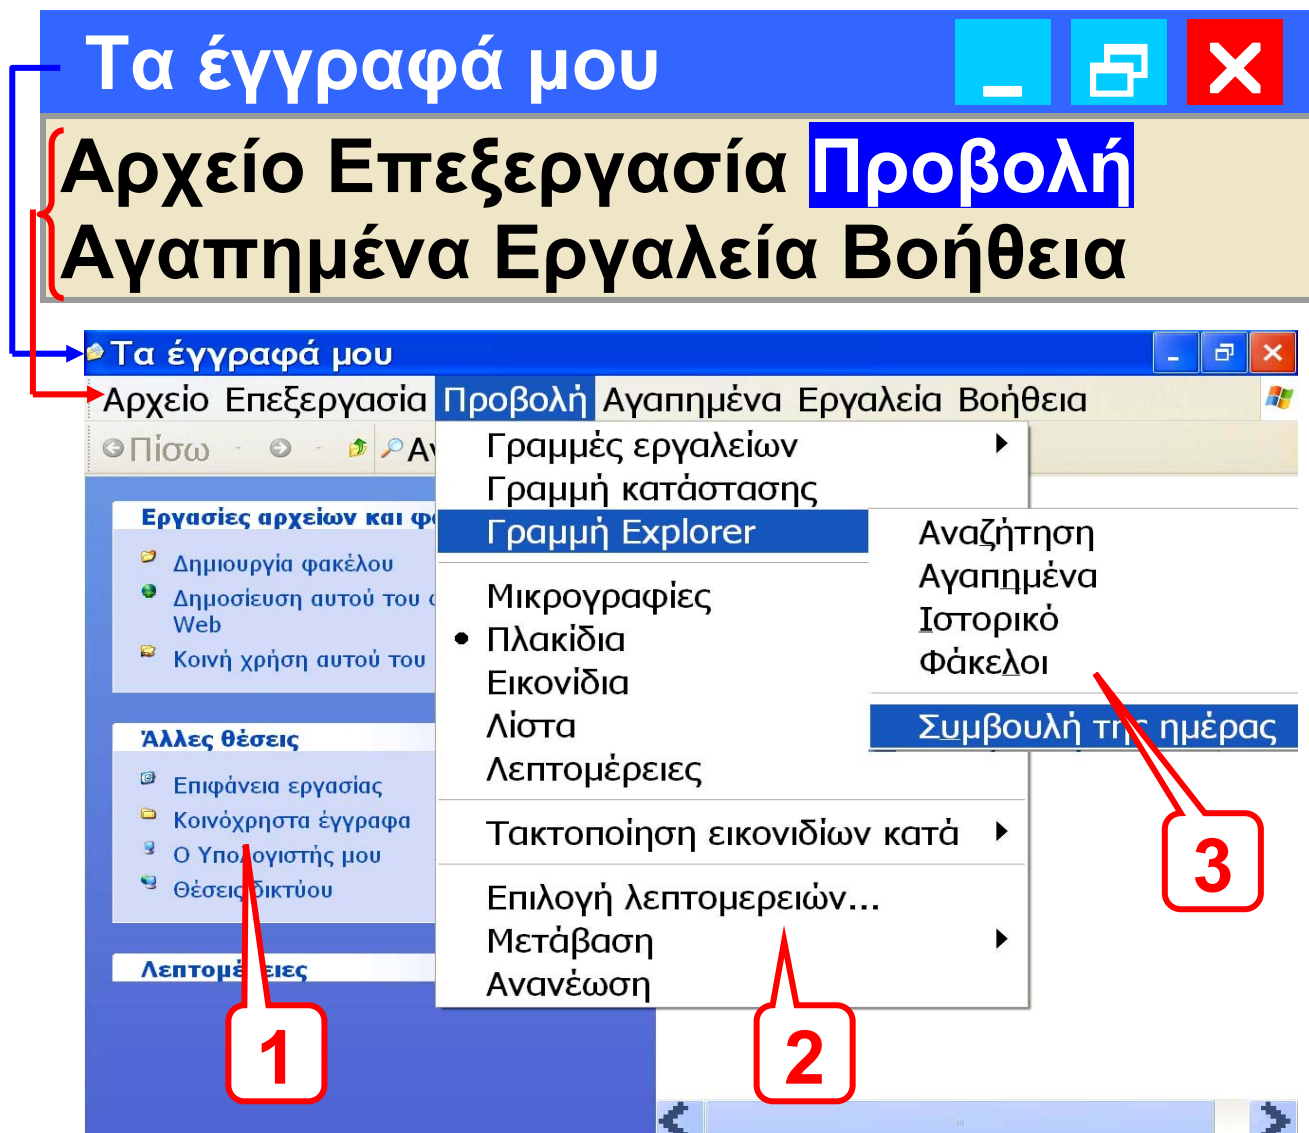 Τα έγγραφά μου
Αρχείο Επεξεργασία Προβολή
Αγαπημένα Εργαλεία Βοήθεια
Τα έγγραφά μου
Αρχείο Επεξεργασία Προβολή Αγαπημένα Εργαλεία Βοήθεια
Πίσω
Γραμμές εργαλείων
Γραμμή κατάστασης
Γραμμή Explorer
Μικρογραφίες
Πλακίδια
Εικονίδια
Λίστα
Λεπτομέρειες
Τακτοποίηση εικονιδίων κατά
Επιλογή λεπτομερειών...
Μετάβαση
Ανανέωση
Αναζήτηση
Αγαπημένα
Ιστορικό
Φάκελοι
Συμβουλή της ημέρας
Εργασίες αρχείων και
Δημιουργία φακέλου
Δημοσίευση αυτού του
Web
Κοινή χρήση αυτού του
Άλλες θέσεις
Επιφάνεια εργασίας
Κοινόχρηστα έγγραφα
Ο Υπολογιστής μου
Θέσεις δικτύου
Λεπτομέρειες
1
2
3